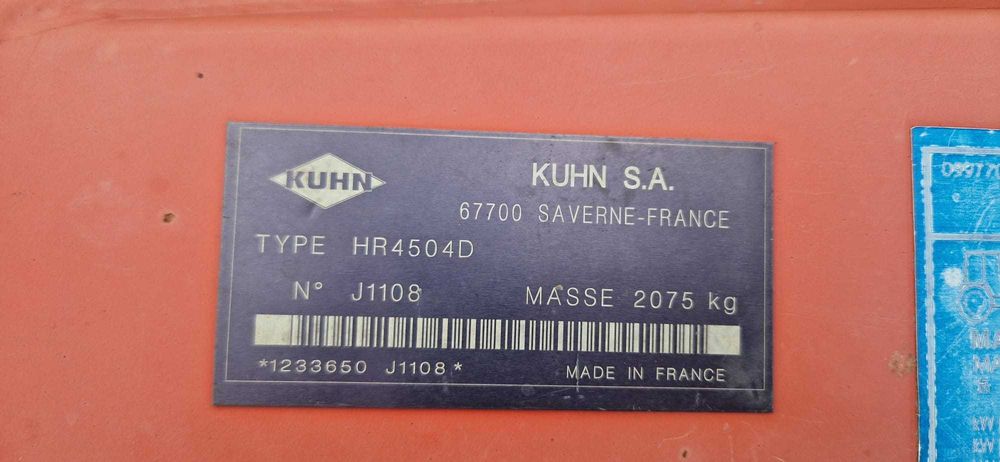 KUHN
KUHN S.A.
67700 SAVERNE-FRANCE
TYPE HR4504D
N° J1108 MASSE 2075 kg
*1233650 J1108*
MADE IN FRANCE